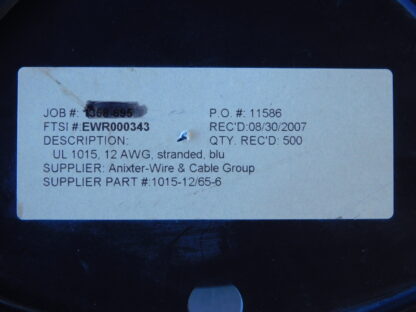 JOB #:
P.O. #: 11586
FTSI #:EWR000343
REC'D:08/30/2007
DESCRIPTION:
QTY. REC'D: 500
UL 1015, 12 AWG, stranded, blu
SUPPLIER: Anixter-Wire & Cable Group
SUPPLIER PART #:1015-12/65-6